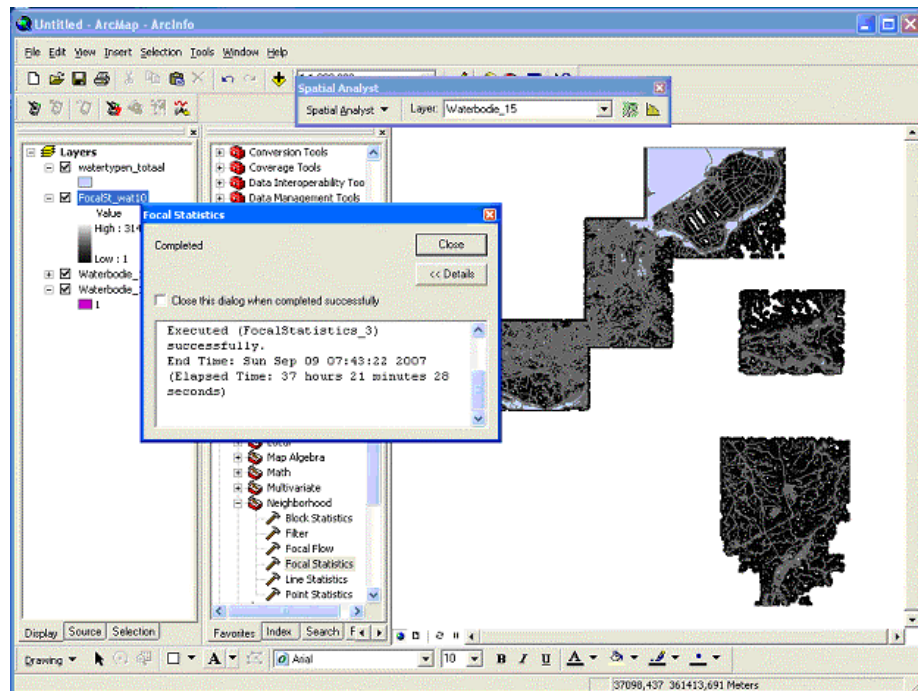 Untitled - ArcMap - ArcInfo
File Edit View Insert Selection Tools Window Help
Spatial Analyst
Spatial Analyst Layer: Waterbodie_15
Layers
watertypen_totaal
FocalSt_wat10
Value
High : 314
Low : 1
Waterbodie_
Waterbodie_
1
Conversion Tools
Coverage Tools
Data Interoperability Too
Data Management Tools
Focal Statistics
Completed
Close
<< Details
Close this dialog when completed successfully
Executed (FocalStatistics_3)
successfully.
End Time: Sun Sep 09 07:43:22 2007
(Elapsed Time: 37 hours 21 minutes 28
seconds)
Map Algebra
Math
Multivariate
Neighborhood
Block Statistics
Filter
Focal Flow
Focal Statistics
Line Statistics
Point Statistics
Display Source Selection
Favorites Index Search F
Drawing A Arial 10 B I U A
37098,437 361413,691 Meters